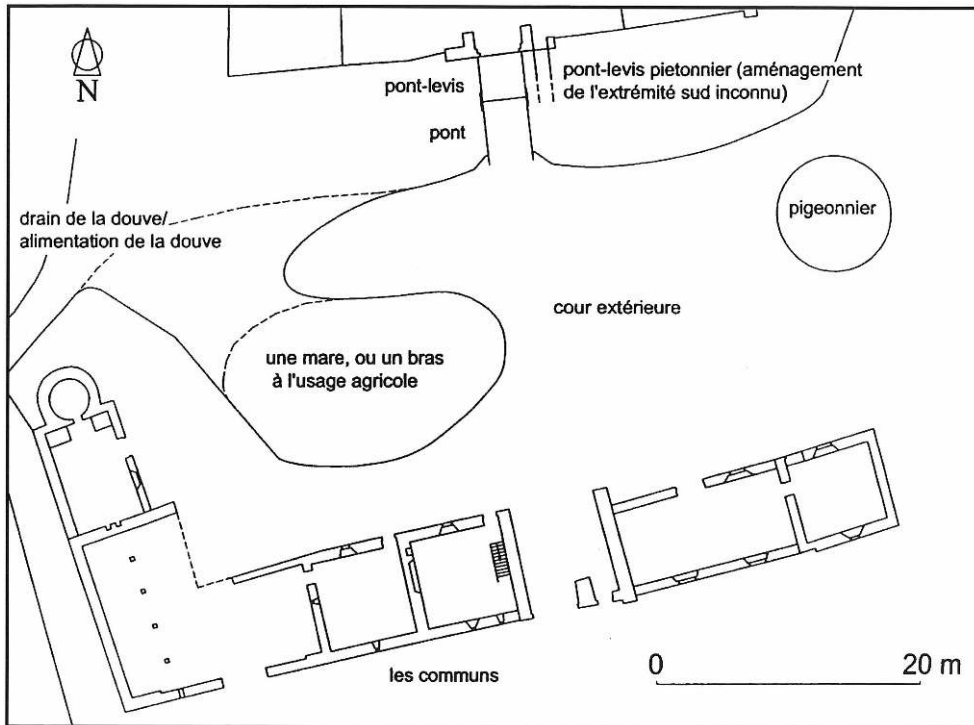 N
pont-levis
pont-levis pietonnier (aménagement
de l'extrémité sud inconnu)
pont
drain de la douve/
alimentation de la douve
pigeonnier
cour extérieure
une mare, ou un bras
à l'usage agricole
les communs
0 20 m